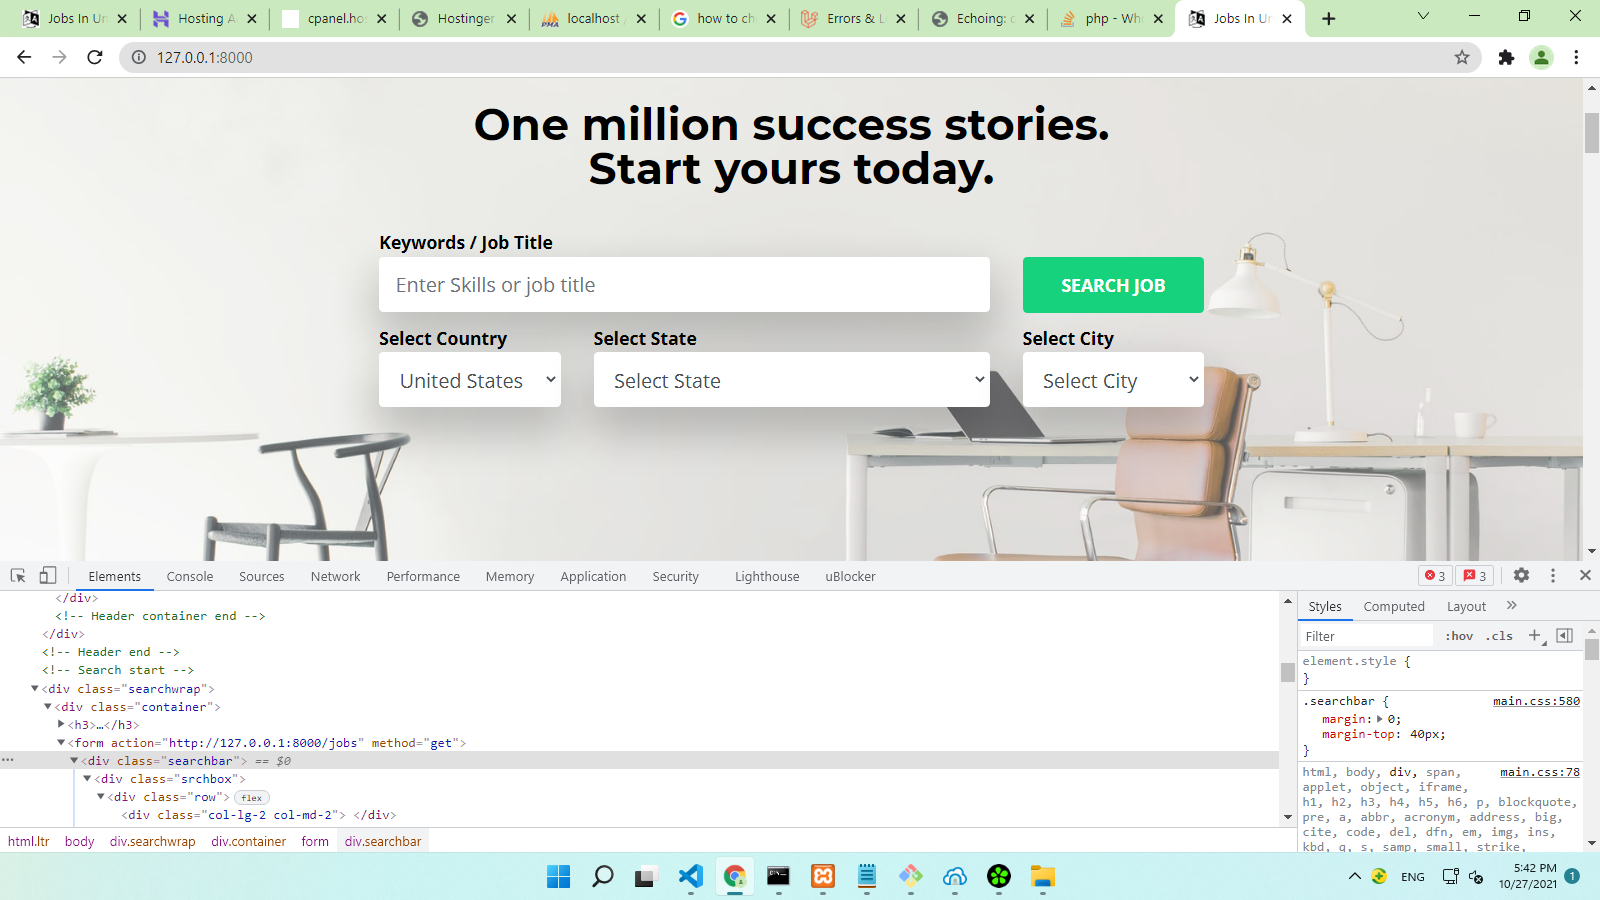 Jobs In Un
Hosting A
cpanel.ho
Hostinger
localhost /
how to ch
Errors & L
Echoing:
php - Wh
Jobs In Un
127.0.0.1:8000
One million success stories.
Start yours today.
Keywords / Job Title
Enter Skills or job title
SEARCH JOB
Select Country
Select State
Select City
United States
Select State
Select City
Elements
Console
Sources
Network
Performance
Memory
Application
Security
Lighthouse
uBlocker
3
3
</div>
<!-- Header container end -->
</div>
<!-- Header end -->
<!-- Search start -->
<div class="searchwrap">
<div class="container">
<h3>…</h3>
<form action="http://127.0.0.1:8000/jobs" method="get">
<div class="searchbar"> == $0
<div class="srchbox">
<div class="row"> flex
<div class="col-lg-2 col-md-2"> </div>
html.ltr body div.searchwrap div.container form div.searchbar
Styles Computed Layout »
Filter :hov .cls +
element.style {
}
.searchbar { main.css:580
margin: 0;
margin-top: 40px;
}
html, body, div, span, main.css:78
applet, object, iframe,
h1, h2, h3, h4, h5, h6, p, blockquote,
pre, a, abbr, acronym, address, big,
cite, code, del, dfn, em, img, ins,
kbd, q, s, samp, small, strike,
ENG
5:42 PM
10/27/2021
1